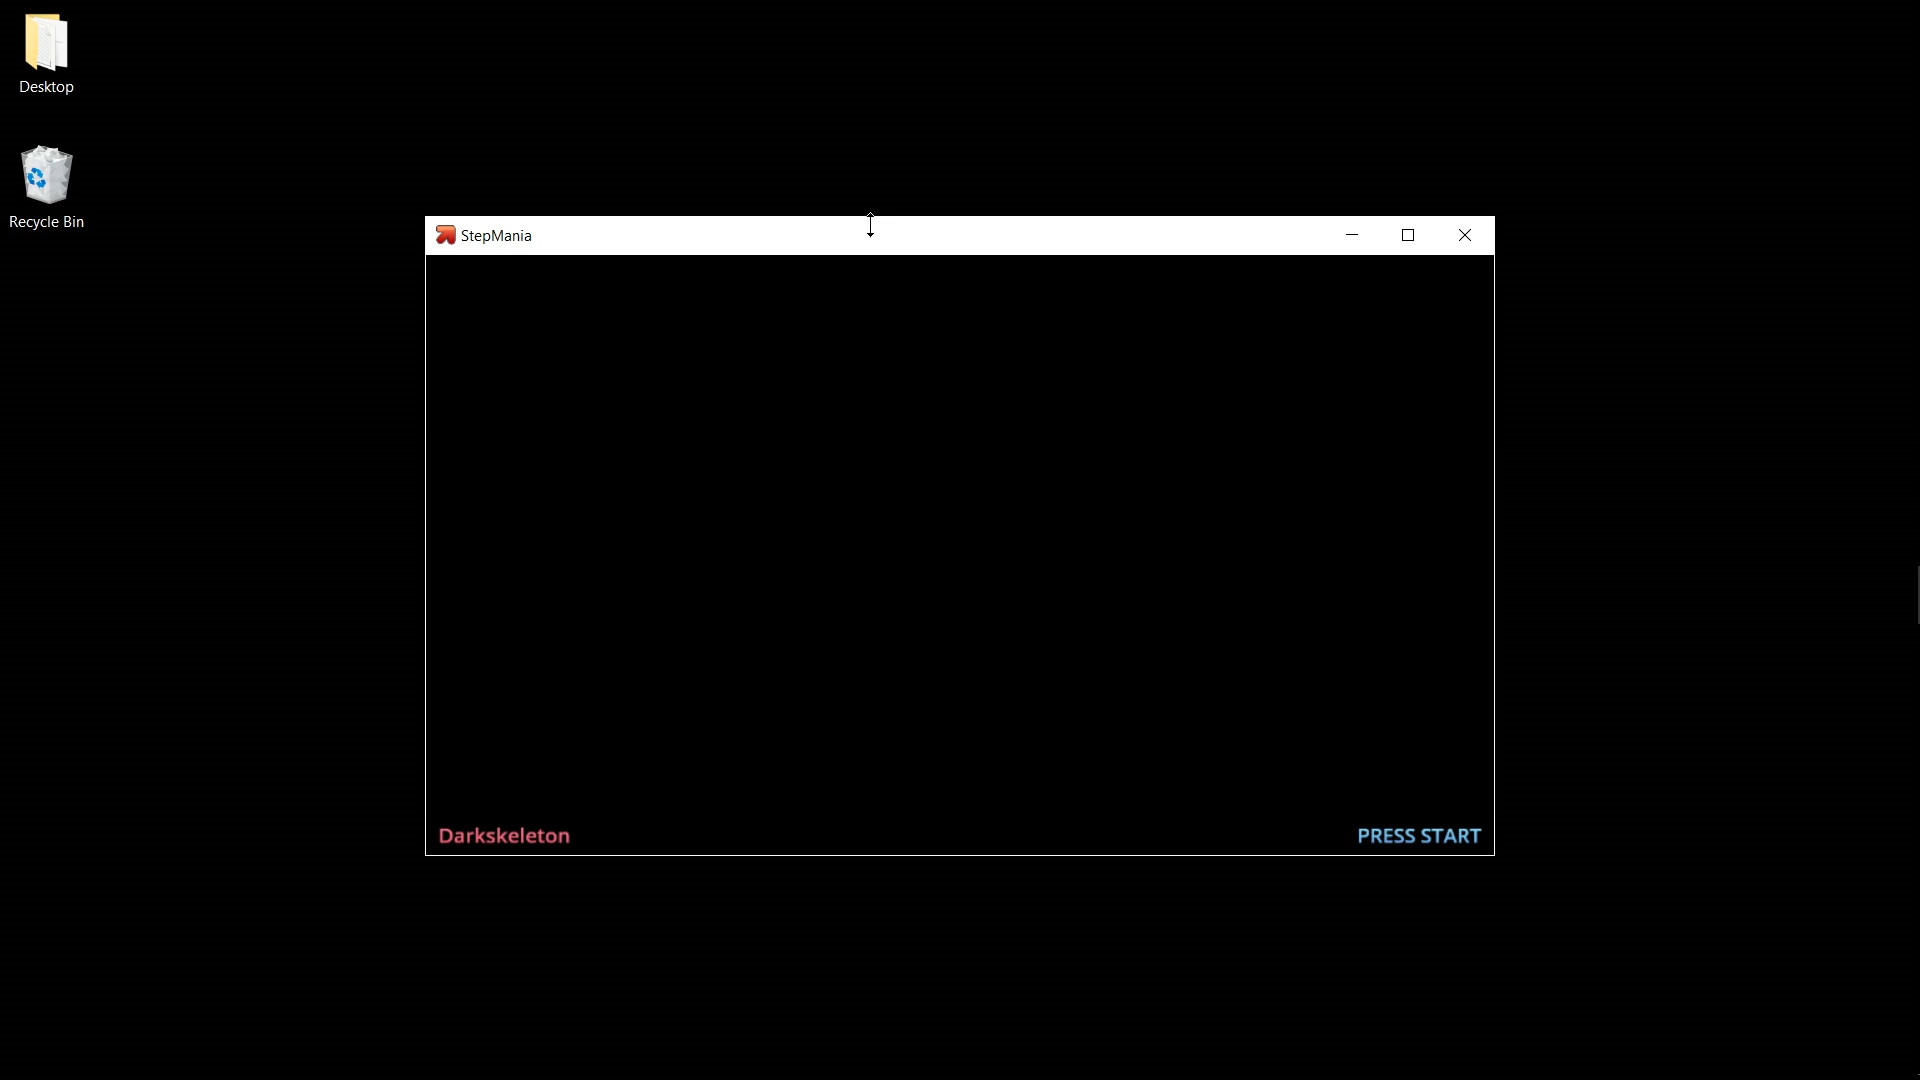 Desktop
Recycle Bin
StepMania
Darkskeleton
PRESS START